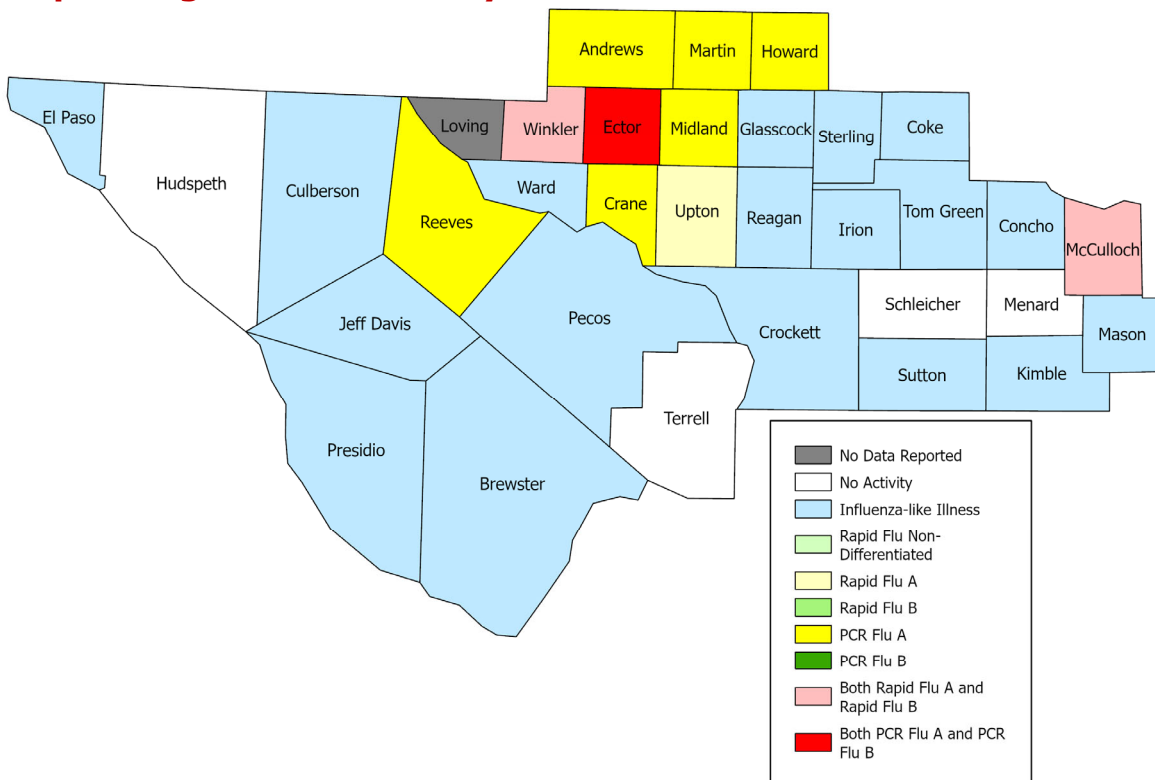 Andrews
Martin
Howard
El Paso
Loving
Winkler
Ector
Midland
Glasscock
Sterling
Coke
Hudspeth
Culberson
Ward
Reeves
Crane
Upton
Reagan
Irion
Tom Green
Concho
McCulloch
Jeff Davis
Pecos
Crockett
Schleicher
Menard
Mason
Sutton
Kimble
Terrell
Presidio
Brewster
No Data Reported
No Activity
Influenza-like Illness
Rapid Flu Non-
Differentiated
Rapid Flu A
Rapid Flu B
PCR Flu A
PCR Flu B
Both Rapid Flu A and
Rapid Flu B
Both PCR Flu A and PCR
Flu B